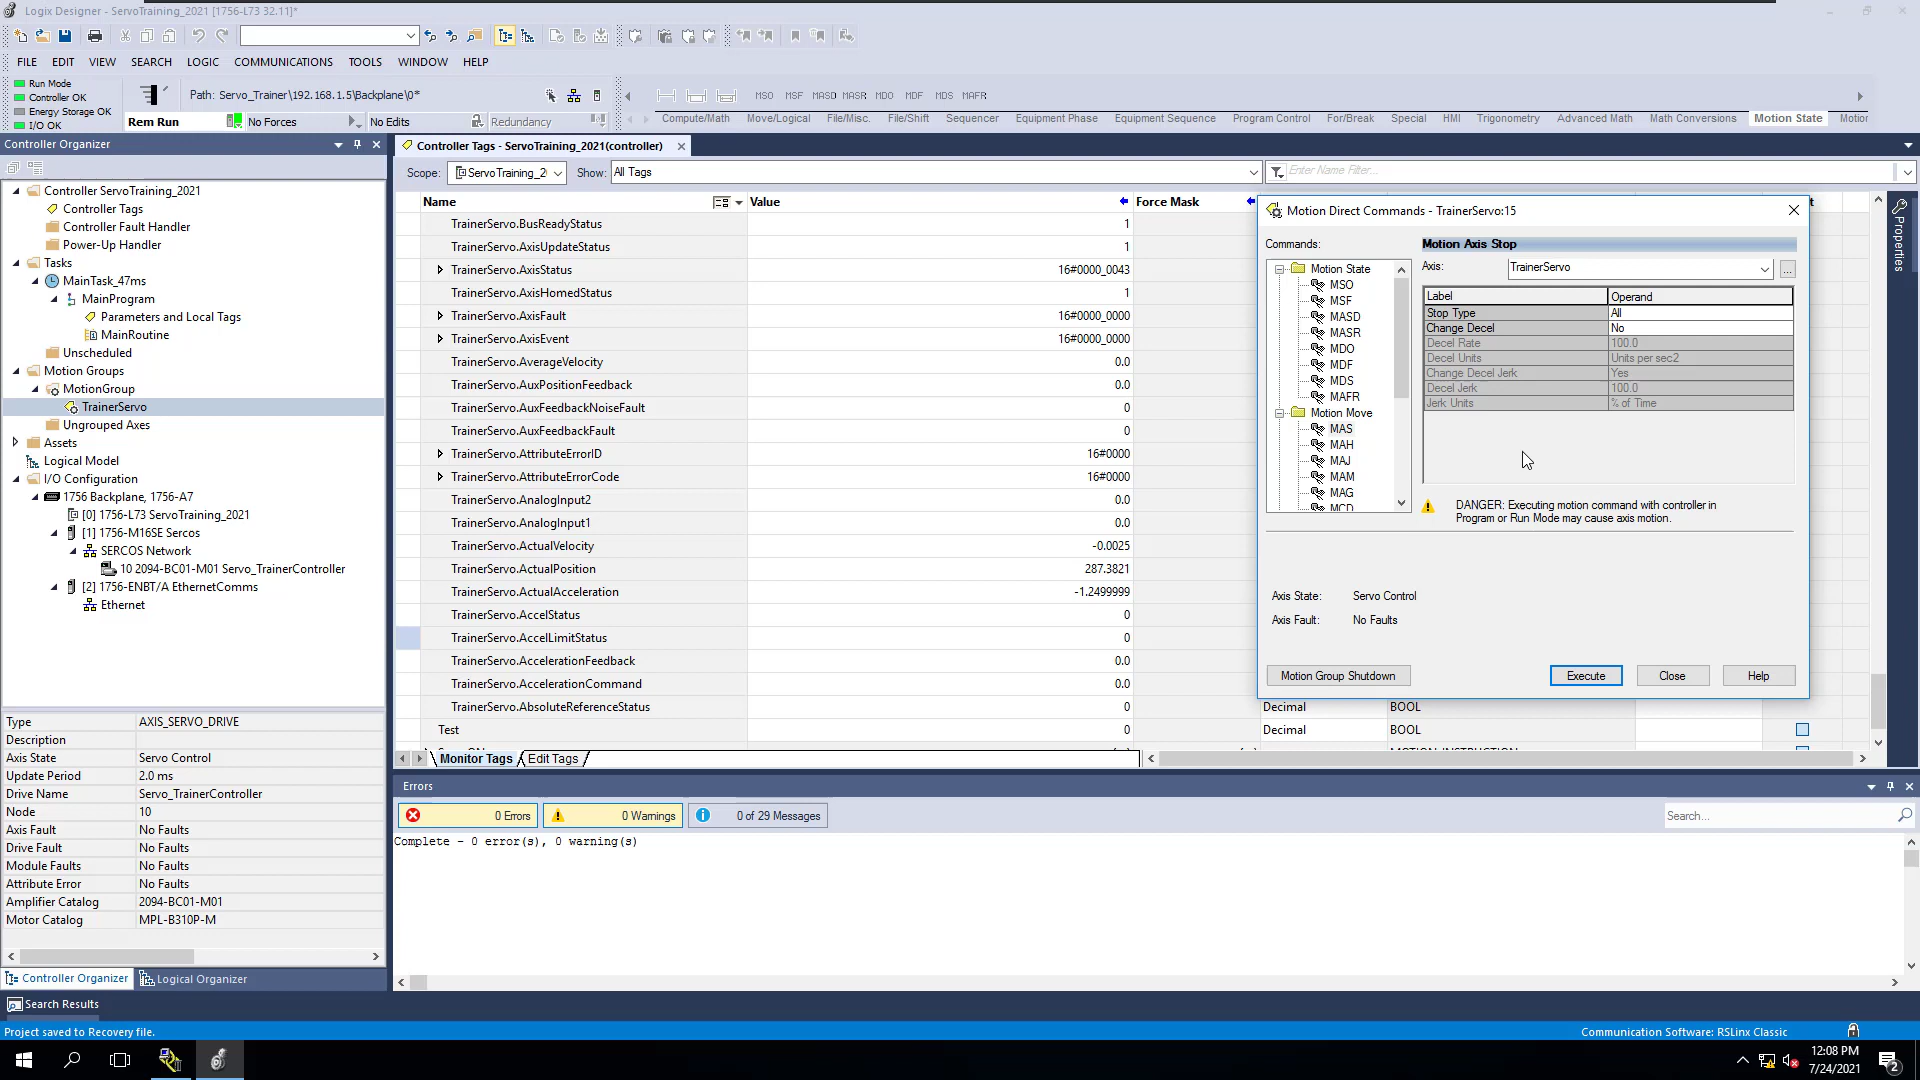 Logix Designer - ServoTraining_2021 [1756-L73 32.11]*
FILE EDIT VIEW SEARCH LOGIC COMMUNICATIONS TOOLS WINDOW HELP
Run Mode
Controller OK
Energy Storage OK
I/O OK
Path: Servo_Trainer\192.168.1.5\Backplane\0*
Rem Run No Forces No Edits Redundancy
MSO MSF MASD MASR MDO MDF MDS MAFR
Compute/Math Move/Logical File/Misc. File/Shift Sequencer Equipment Phase Equipment Sequence Program Control For/Break Special HMI Trigonometry Advanced Math Math Conversions Motion State Motion
Controller Organizer
Controller ServoTraining_2021
Controller Tags
Controller Fault Handler
Power-Up Handler
Tasks
MainTask_47ms
MainProgram
Parameters and Local Tags
MainRoutine
Unscheduled
Motion Groups
MotionGroup
TrainerServo
Ungrouped Axes
Assets
Logical Model
I/O Configuration
1756 Backplane, 1756-A7
[0] 1756-L73 ServoTraining_2021
[1] 1756-M16SE Sercos
SERCOS Network
10 2094-BC01-M01 Servo_TrainerController
[2] 1756-ENBT/A EthernetComms
Ethernet
Type AXIS_SERVO_DRIVE
Description
Axis State Servo Control
Update Period 2.0 ms
Drive Name Servo_TrainerController
Node 10
Axis Fault No Faults
Drive Fault No Faults
Module Faults No Faults
Attribute Error No Faults
Amplifier Catalog 2094-BC01-M01
Motor Catalog MPL-B310P-M
Controller Organizer Logical Organizer
Controller Tags - ServoTraining_2021(controller)
Scope: ServoTraining_2 Show: All Tags Enter Name Filter...
Name Value Force Mask
TrainerServo.BusReadyStatus 1
TrainerServo.AxisUpdateStatus 1
TrainerServo.AxisStatus 16#0000_0043
TrainerServo.AxisHomedStatus 1
TrainerServo.AxisFault 16#0000_0000
TrainerServo.AxisEvent 16#0000_0000
TrainerServo.AverageVelocity 0.0
TrainerServo.AuxPositionFeedback 0.0
TrainerServo.AuxFeedbackNoiseFault 0
TrainerServo.AuxFeedbackFault 0
TrainerServo.AttributeErrorID 16#0000
TrainerServo.AttributeErrorCode 16#0000
TrainerServo.AnalogInput2 0.0
TrainerServo.AnalogInput1 0.0
TrainerServo.ActualVelocity -0.0025
TrainerServo.ActualPosition 287.3821
TrainerServo.ActualAcceleration -1.2499999
TrainerServo.AccelStatus 0
TrainerServo.AccelLimitStatus 0
TrainerServo.AccelerationFeedback 0.0
TrainerServo.AccelerationCommand 0.0
TrainerServo.AbsoluteReferenceStatus 0 Decimal BOOL
Test 0 Decimal BOOL
Monitor Tags Edit Tags
Properties
Motion Direct Commands - TrainerServo:15
Commands:
Motion State
MSO
MSF
MASD
MASR
MDO
MDF
MDS
MAFR
Motion Move
MAS
MAH
MAJ
MAM
MAG
MCD
Motion Axis Stop
Axis: TrainerServo ...
Label Operand
Stop Type All
Change Decel No
Decel Rate 100.0
Decel Units Units per sec2
Change Decel Jerk Yes
Decel Jerk 100.0
Jerk Units % of Time
DANGER: Executing motion command with controller in
Program or Run Mode may cause axis motion.
Axis State: Servo Control
Axis Fault: No Faults
Motion Group Shutdown Execute Close Help
Errors
0 Errors 0 Warnings 0 of 29 Messages Search...
Complete - 0 error(s), 0 warning(s)
Search Results
Project saved to Recovery file. Communication Software: RSLinx Classic
12:08 PM
7/24/2021
2